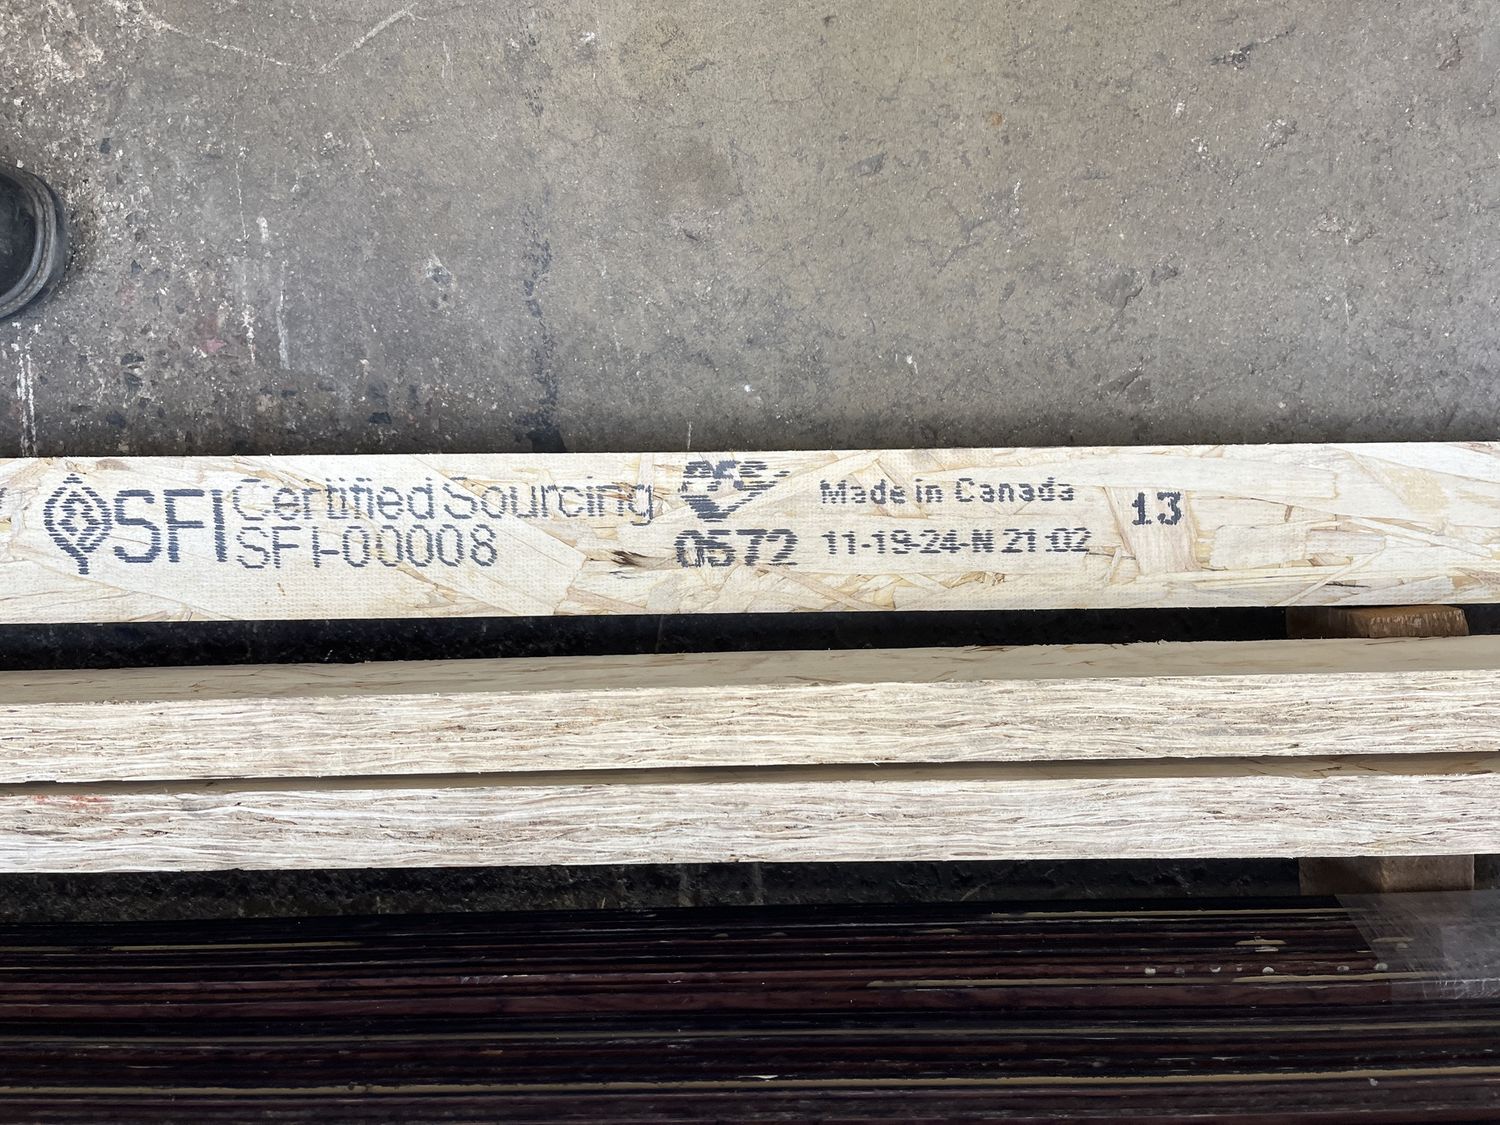 SFI Certified Sourcing
SFI-00008
0572
Made in Canada
11-19-24-N 21:02
13